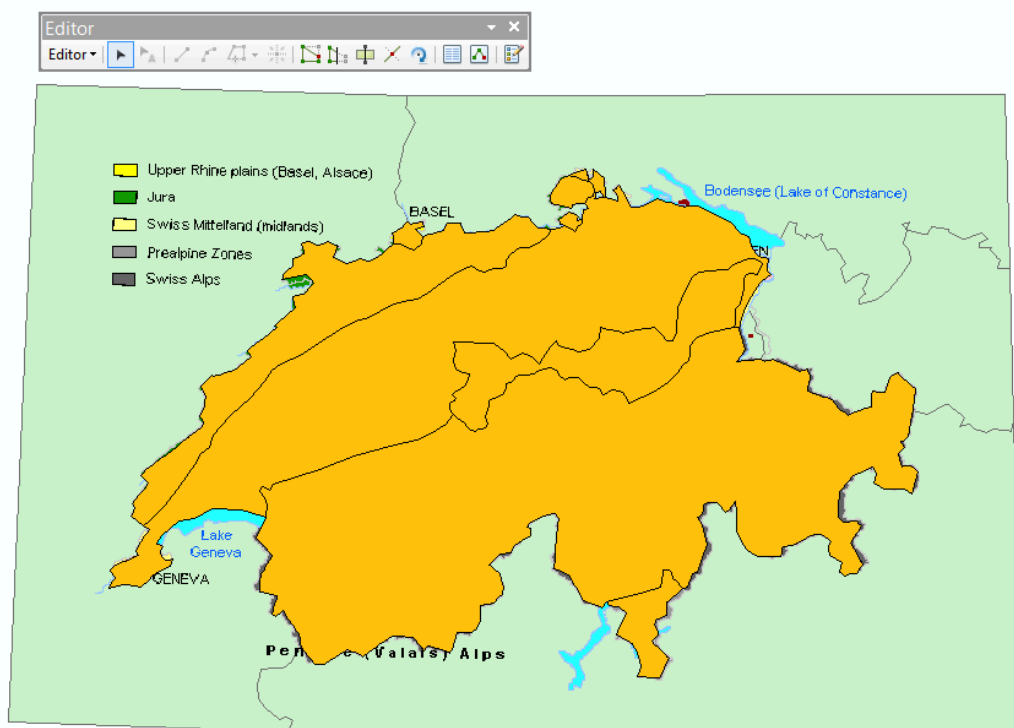 Editor
Editor
Upper Rhine plains (Basel, Alsace)
Jura
Swiss Mittelland (midlands)
Prealpine Zones
Swiss Alps
BASEL
Bodensee (Lake of Constance)
EN
Lake
Geneva
GENEVA
(Valais) Alps